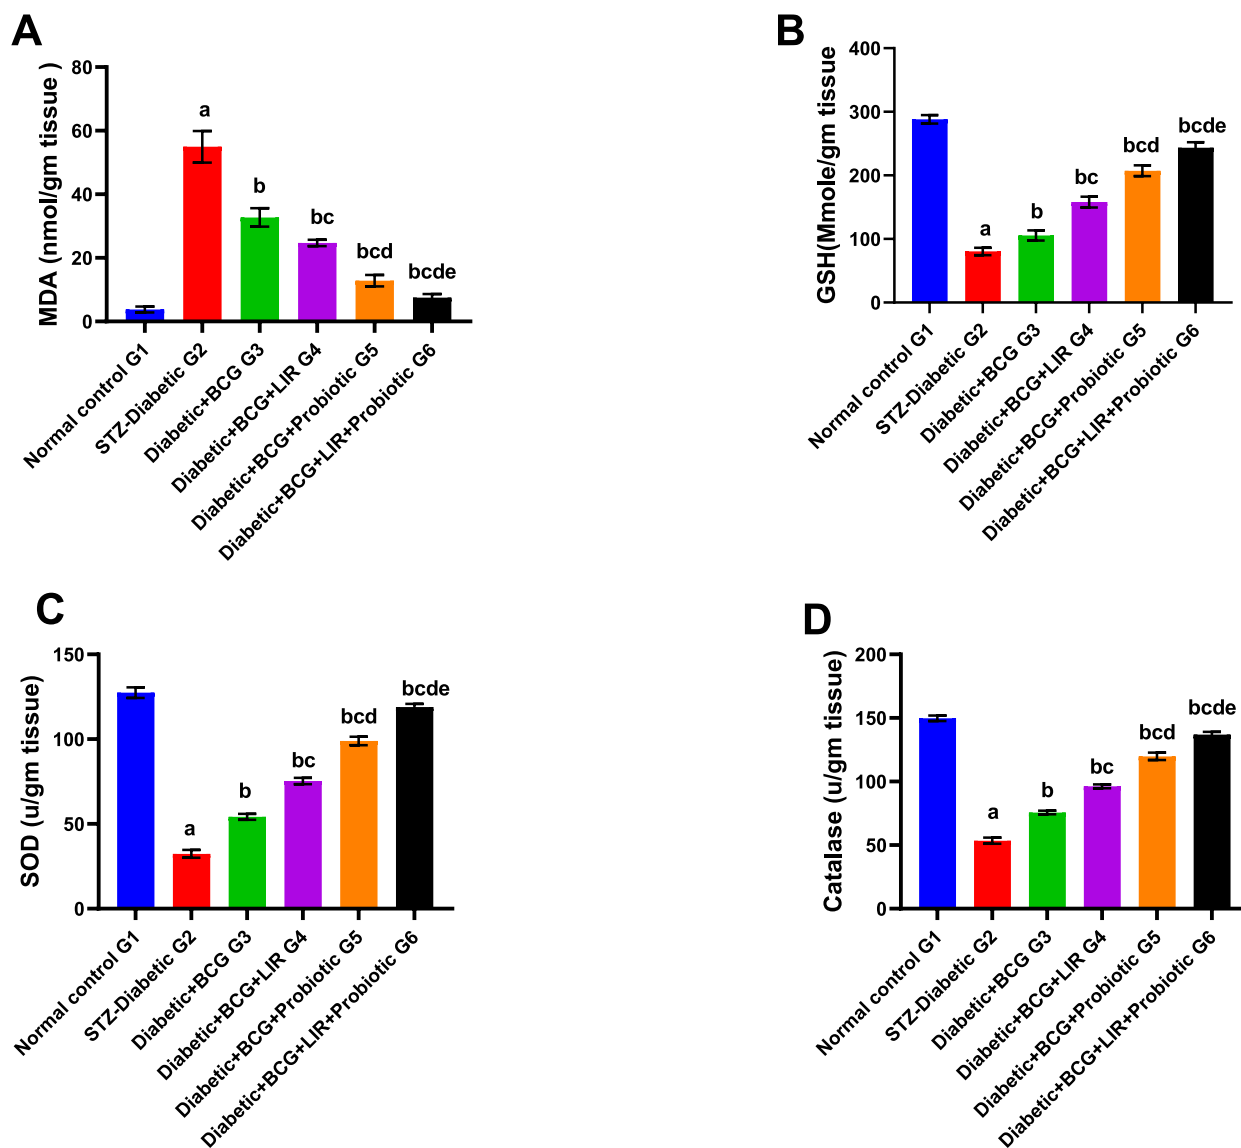 A
MDA (nmol/gm tissue )
80
60
40
20
0
a
b
bc
bcd
bcde
Normal control G1
STZ-Diabetic G2
Diabetic+BCG G3
Diabetic+BCG+LIR G4
Diabetic+BCG+Probiotic G5
Diabetic+BCG+LIR+Probiotic G6
B
GSH(Mmole/gm tissue
400
300
200
100
0
a
b
bc
bcd
bcde
Normal control G1
STZ-Diabetic G2
Diabetic+BCG G3
Diabetic+BCG+LIR G4
Diabetic+BCG+Probiotic G5
Diabetic+BCG+LIR+Probiotic G6
C
SOD (u/gm tissue)
150
100
50
0
a
b
bc
bcd
bcde
Normal control G1
STZ-Diabetic G2
Diabetic+BCG G3
Diabetic+BCG+LIR G4
Diabetic+BCG+Probiotic G5
Diabetic+BCG+LIR+Probiotic G6
D
Catalase (u/gm tissue)
200
150
100
50
0
a
b
bc
bcd
bcde
Normal control G1
STZ-Diabetic G2
Diabetic+BCG G3
Diabetic+BCG+LIR G4
Diabetic+BCG+Probiotic G5
Diabetic+BCG+LIR+Probiotic G6